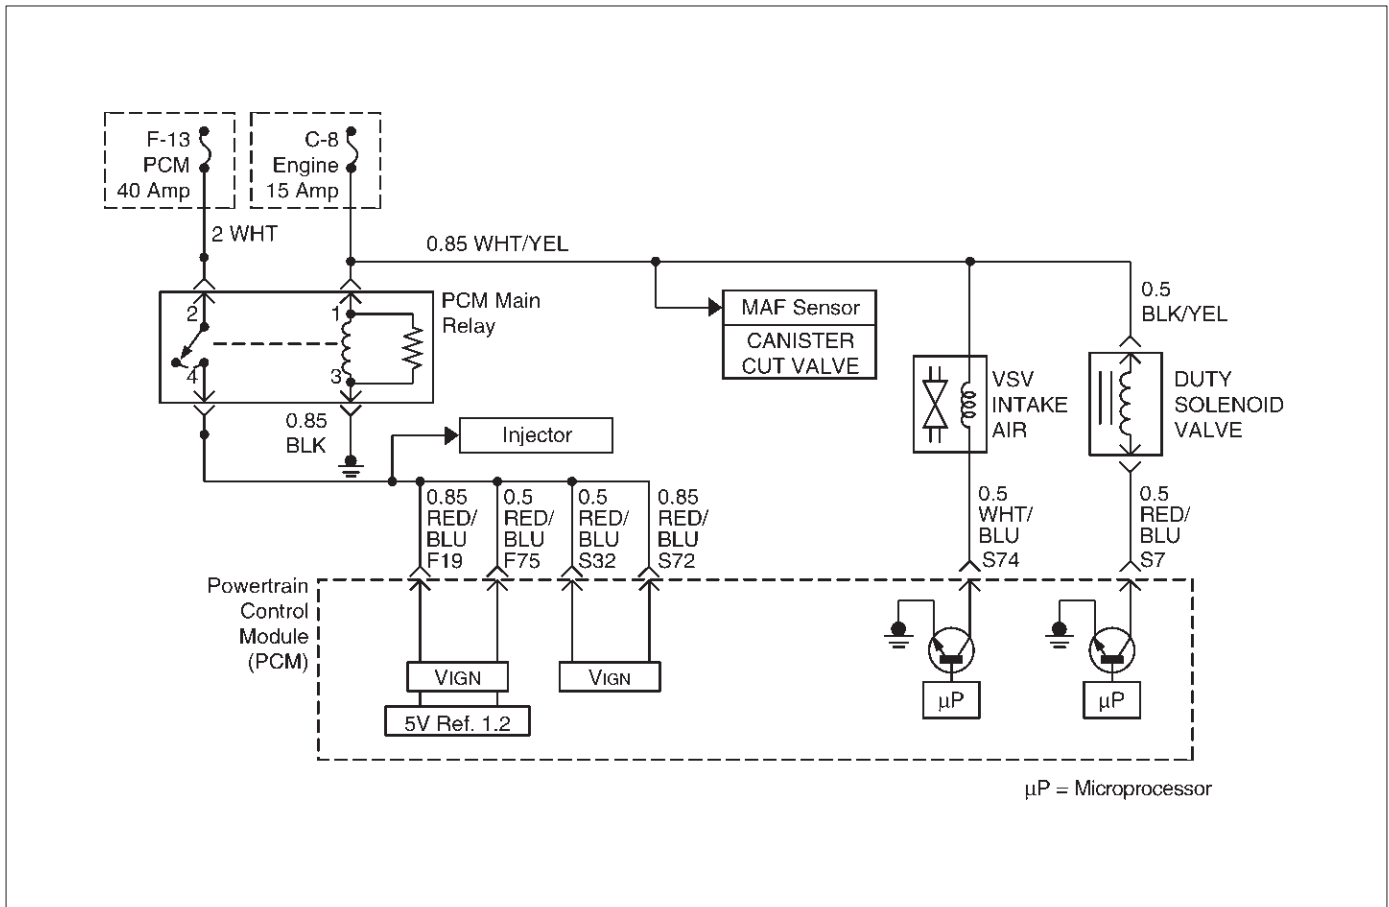 F-13
PCM
40 Amp
C-8
Engine
15 Amp
2 WHT
0.85 WHT/YEL
2
1
4
3
PCM Main
Relay
0.85
BLK
MAF Sensor
CANISTER
CUT VALVE
0.5
BLK/YEL
VSV
INTAKE
AIR
DUTY
SOLENOID
VALVE
Injector
0.85
RED/
BLU
F19
0.5
RED/
BLU
F75
0.5
RED/
BLU
S32
0.85
RED/
BLU
S72
0.5
WHT/
BLU
S74
0.5
RED/
BLU
S7
Powertrain
Control
Module
(PCM)
VIGN
VIGN
5V Ref. 1.2
µP
µP
µP = Microprocessor